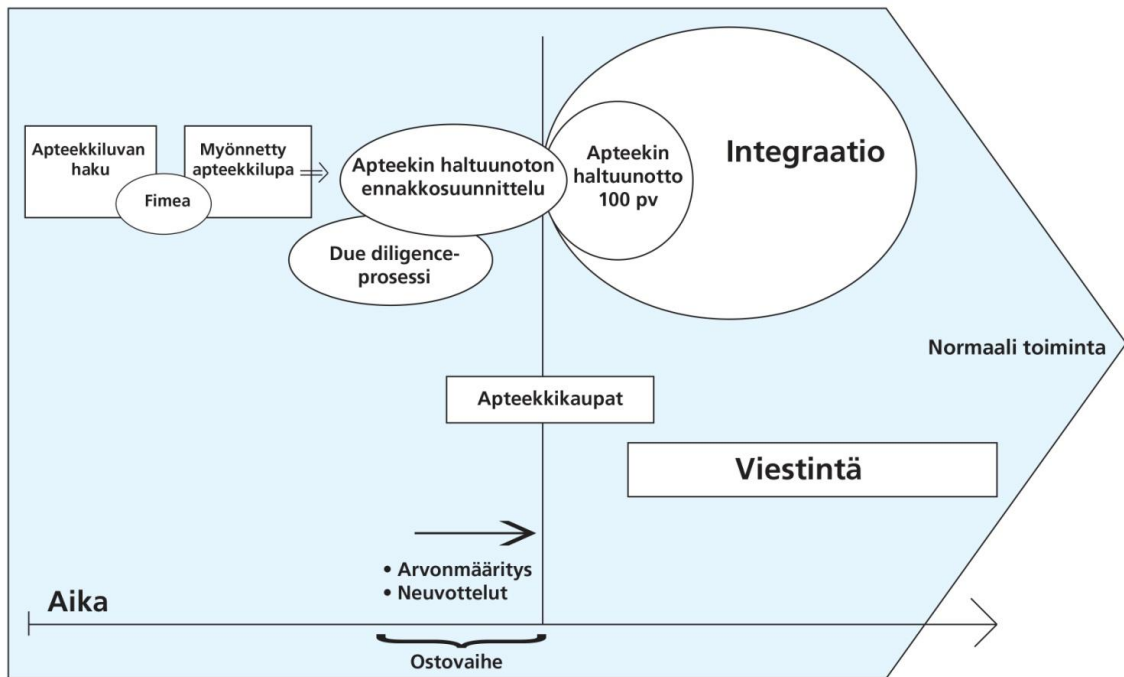 Apteekkiluvan
haku
Fimea
Myönnetty
apteekkilupa
Apteekin haltuunoton
ennakkosuunnittelu
Due diligence-
prosessi
Apteekin
haltuunotto
100 pv
Integraatio
Normaali toiminta
Apteekkikaupat
Viestintä
• Arvonmääritys
• Neuvottelut
Aika
Ostovaihe